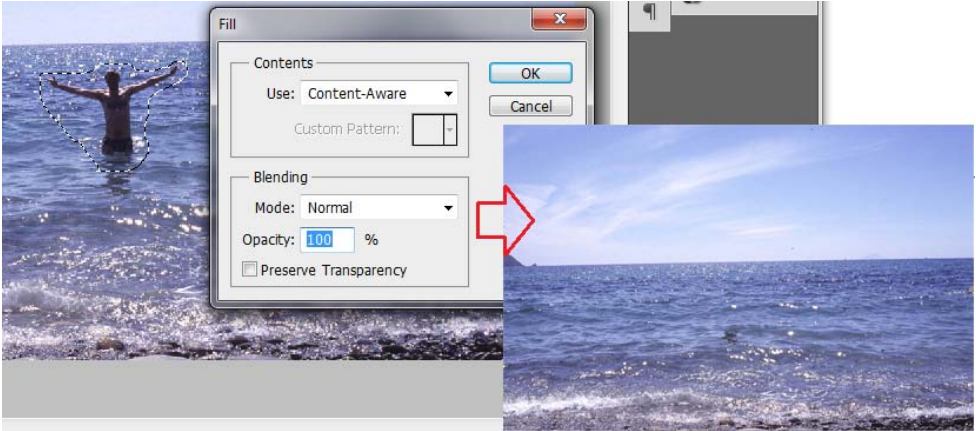 Fill
Contents
Use: Content-Aware
Custom Pattern:
OK
Cancel
Blending
Mode: Normal
Opacity: 100 %
Preserve Transparency
¶